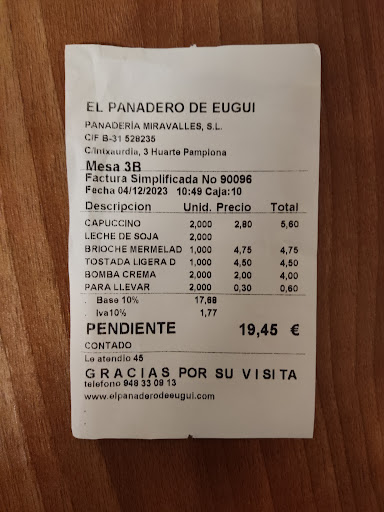 EL PANADERO DE EUGUI
PANADERÍA MIRAVALLES, S.L.
CIF B-31 528235
C/Intxaurdia, 3 Huarte Pamplona
Mesa 3B
Factura Simplificada No 90096
Fecha 04/12/2023 10:49 Caja:10
Descripcion Unid. Precio Total
CAPUCCINO 2,000 2,80 5,60
LECHE DE SOJA 2,000
BRIOCHE MERMELAD 1,000 4,75 4,75
TOSTADA LIGERA D 1,000 4,50 4,50
BOMBA CREMA 2,000 2,00 4,00
PARA LLEVAR 2,000 0,30 0,60
. Base 10% 17,68
. Iva10% 1,77
PENDIENTE 19,45 €
CONTADO
Le atendio 45
GRACIAS POR SU VISITA
telefono 948 33 09 13
www.elpanaderodeeugui.com